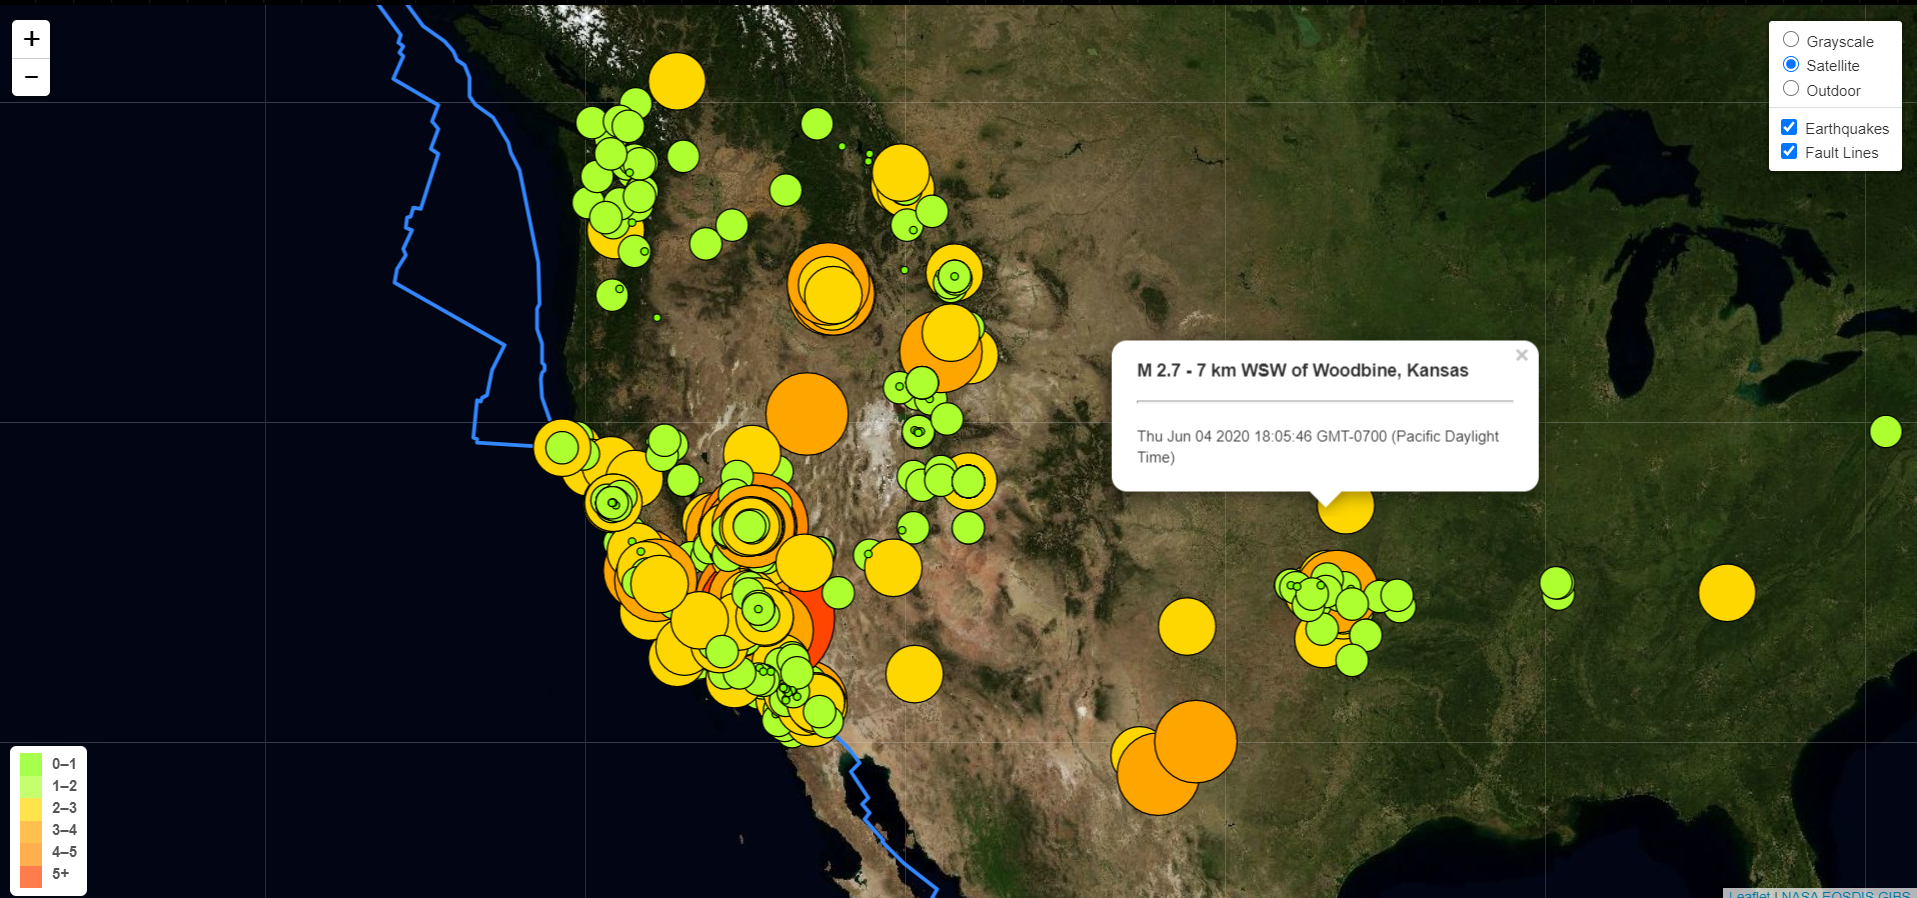 +
−
Grayscale
Satellite
Outdoor
Earthquakes
Fault Lines
×
M 2.7 - 7 km WSW of Woodbine, Kansas
Thu Jun 04 2020 18:05:46 GMT-0700 (Pacific Daylight
Time)
0–1
1–2
2–3
3–4
4–5
5+
Leaflet | NASA EOSDIS GIBS